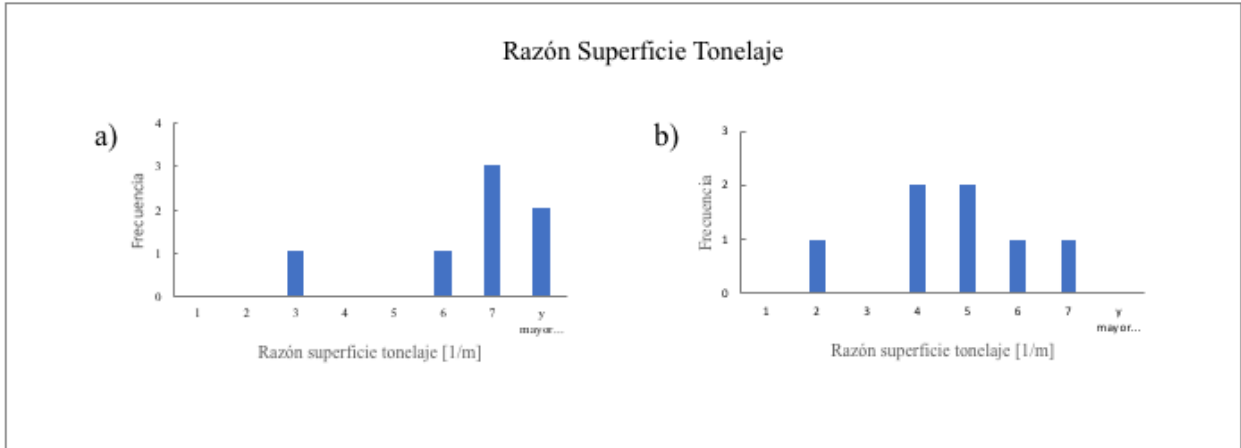 Razón Superficie Tonelaje
a)
Frecuencia
4
3
2
1
0
1 2 3 4 5 6 7 y mayor...
Razón superficie tonelaje [1/m]
b)
Frecuencia
3
2
1
0
1 2 3 4 5 6 7 y mayor...
Razón superficie tonelaje [1/m]